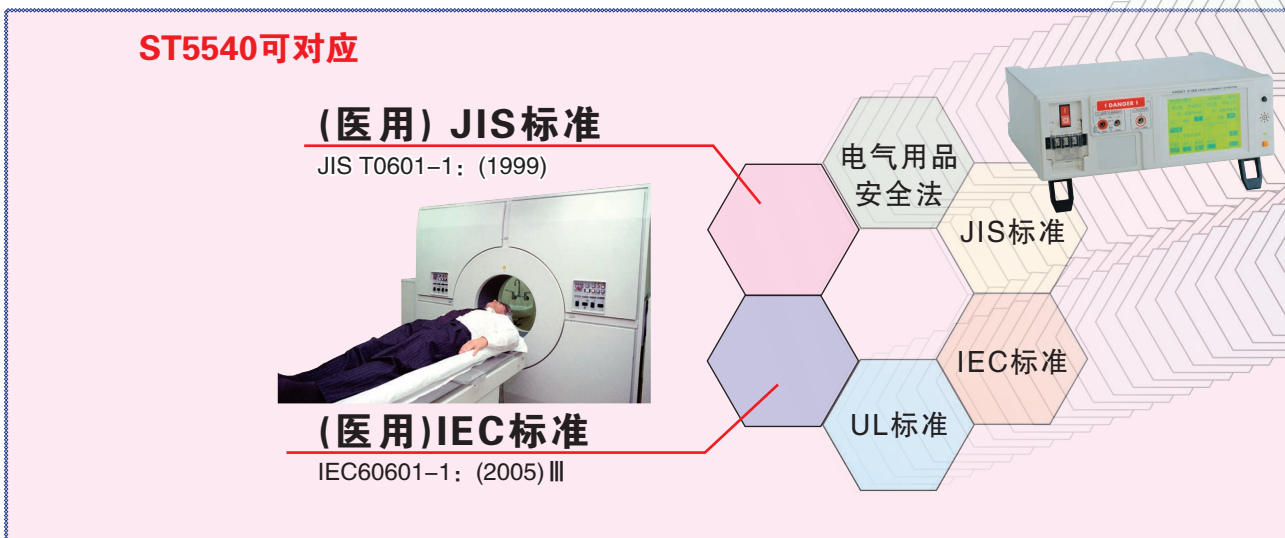 ST5540可对应
(医用) JIS标准
JIS T0601-1：(1999)
(医用)IEC标准
IEC60601-1：(2005)Ⅲ
电气用品
安全法
JIS标准
IEC标准
UL标准
! DANGER !